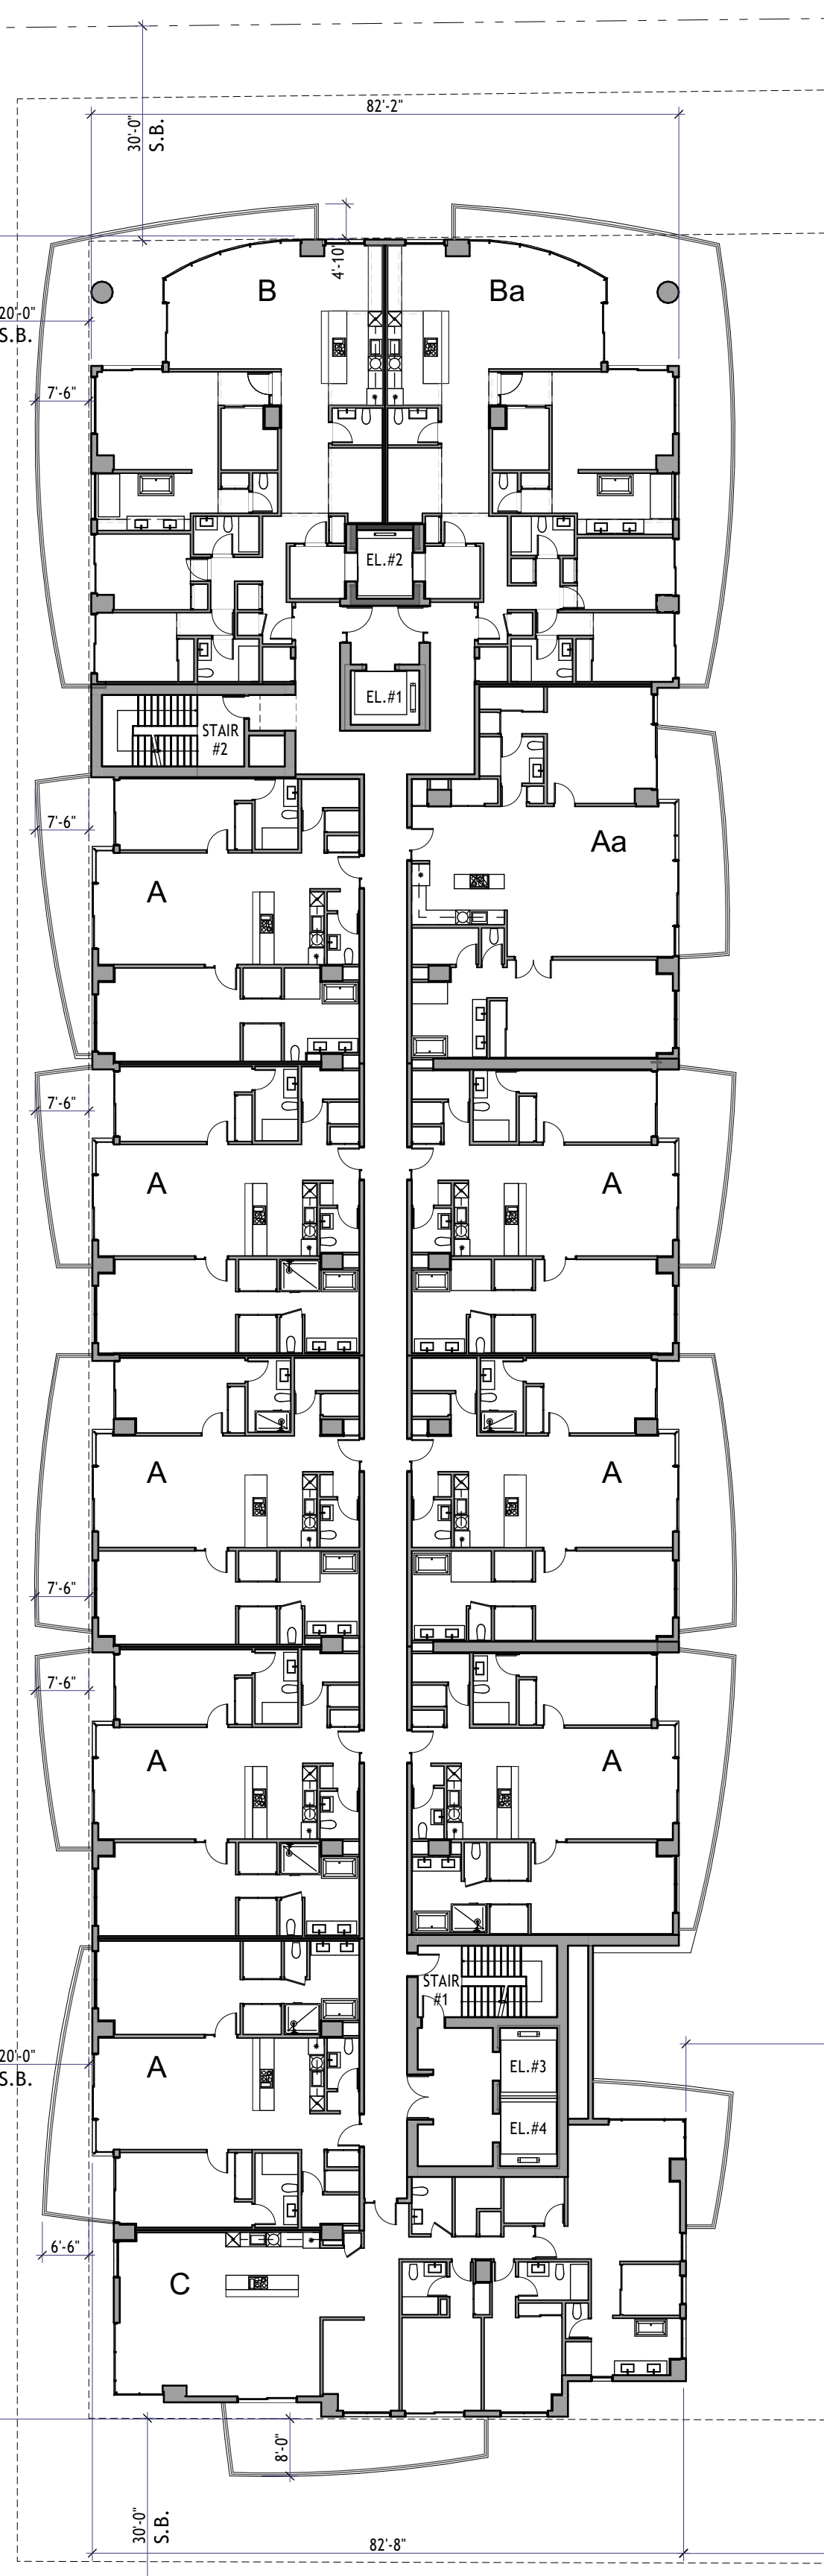 82'-2"
30'-0"
S.B.
4'-10"
B
Ba
20'-0"
S.B.
7'-6"
EL.#2
EL.#1
STAIR
#2
7'-6"
Aa
A
7'-6"
A
A
A
A
7'-6"
7'-6"
A
A
STAIR
#1
20'-0"
S.B.
A
EL.#3
EL.#4
6'-6"
C
8'-0"
30'-0"
S.B.
82'-8"